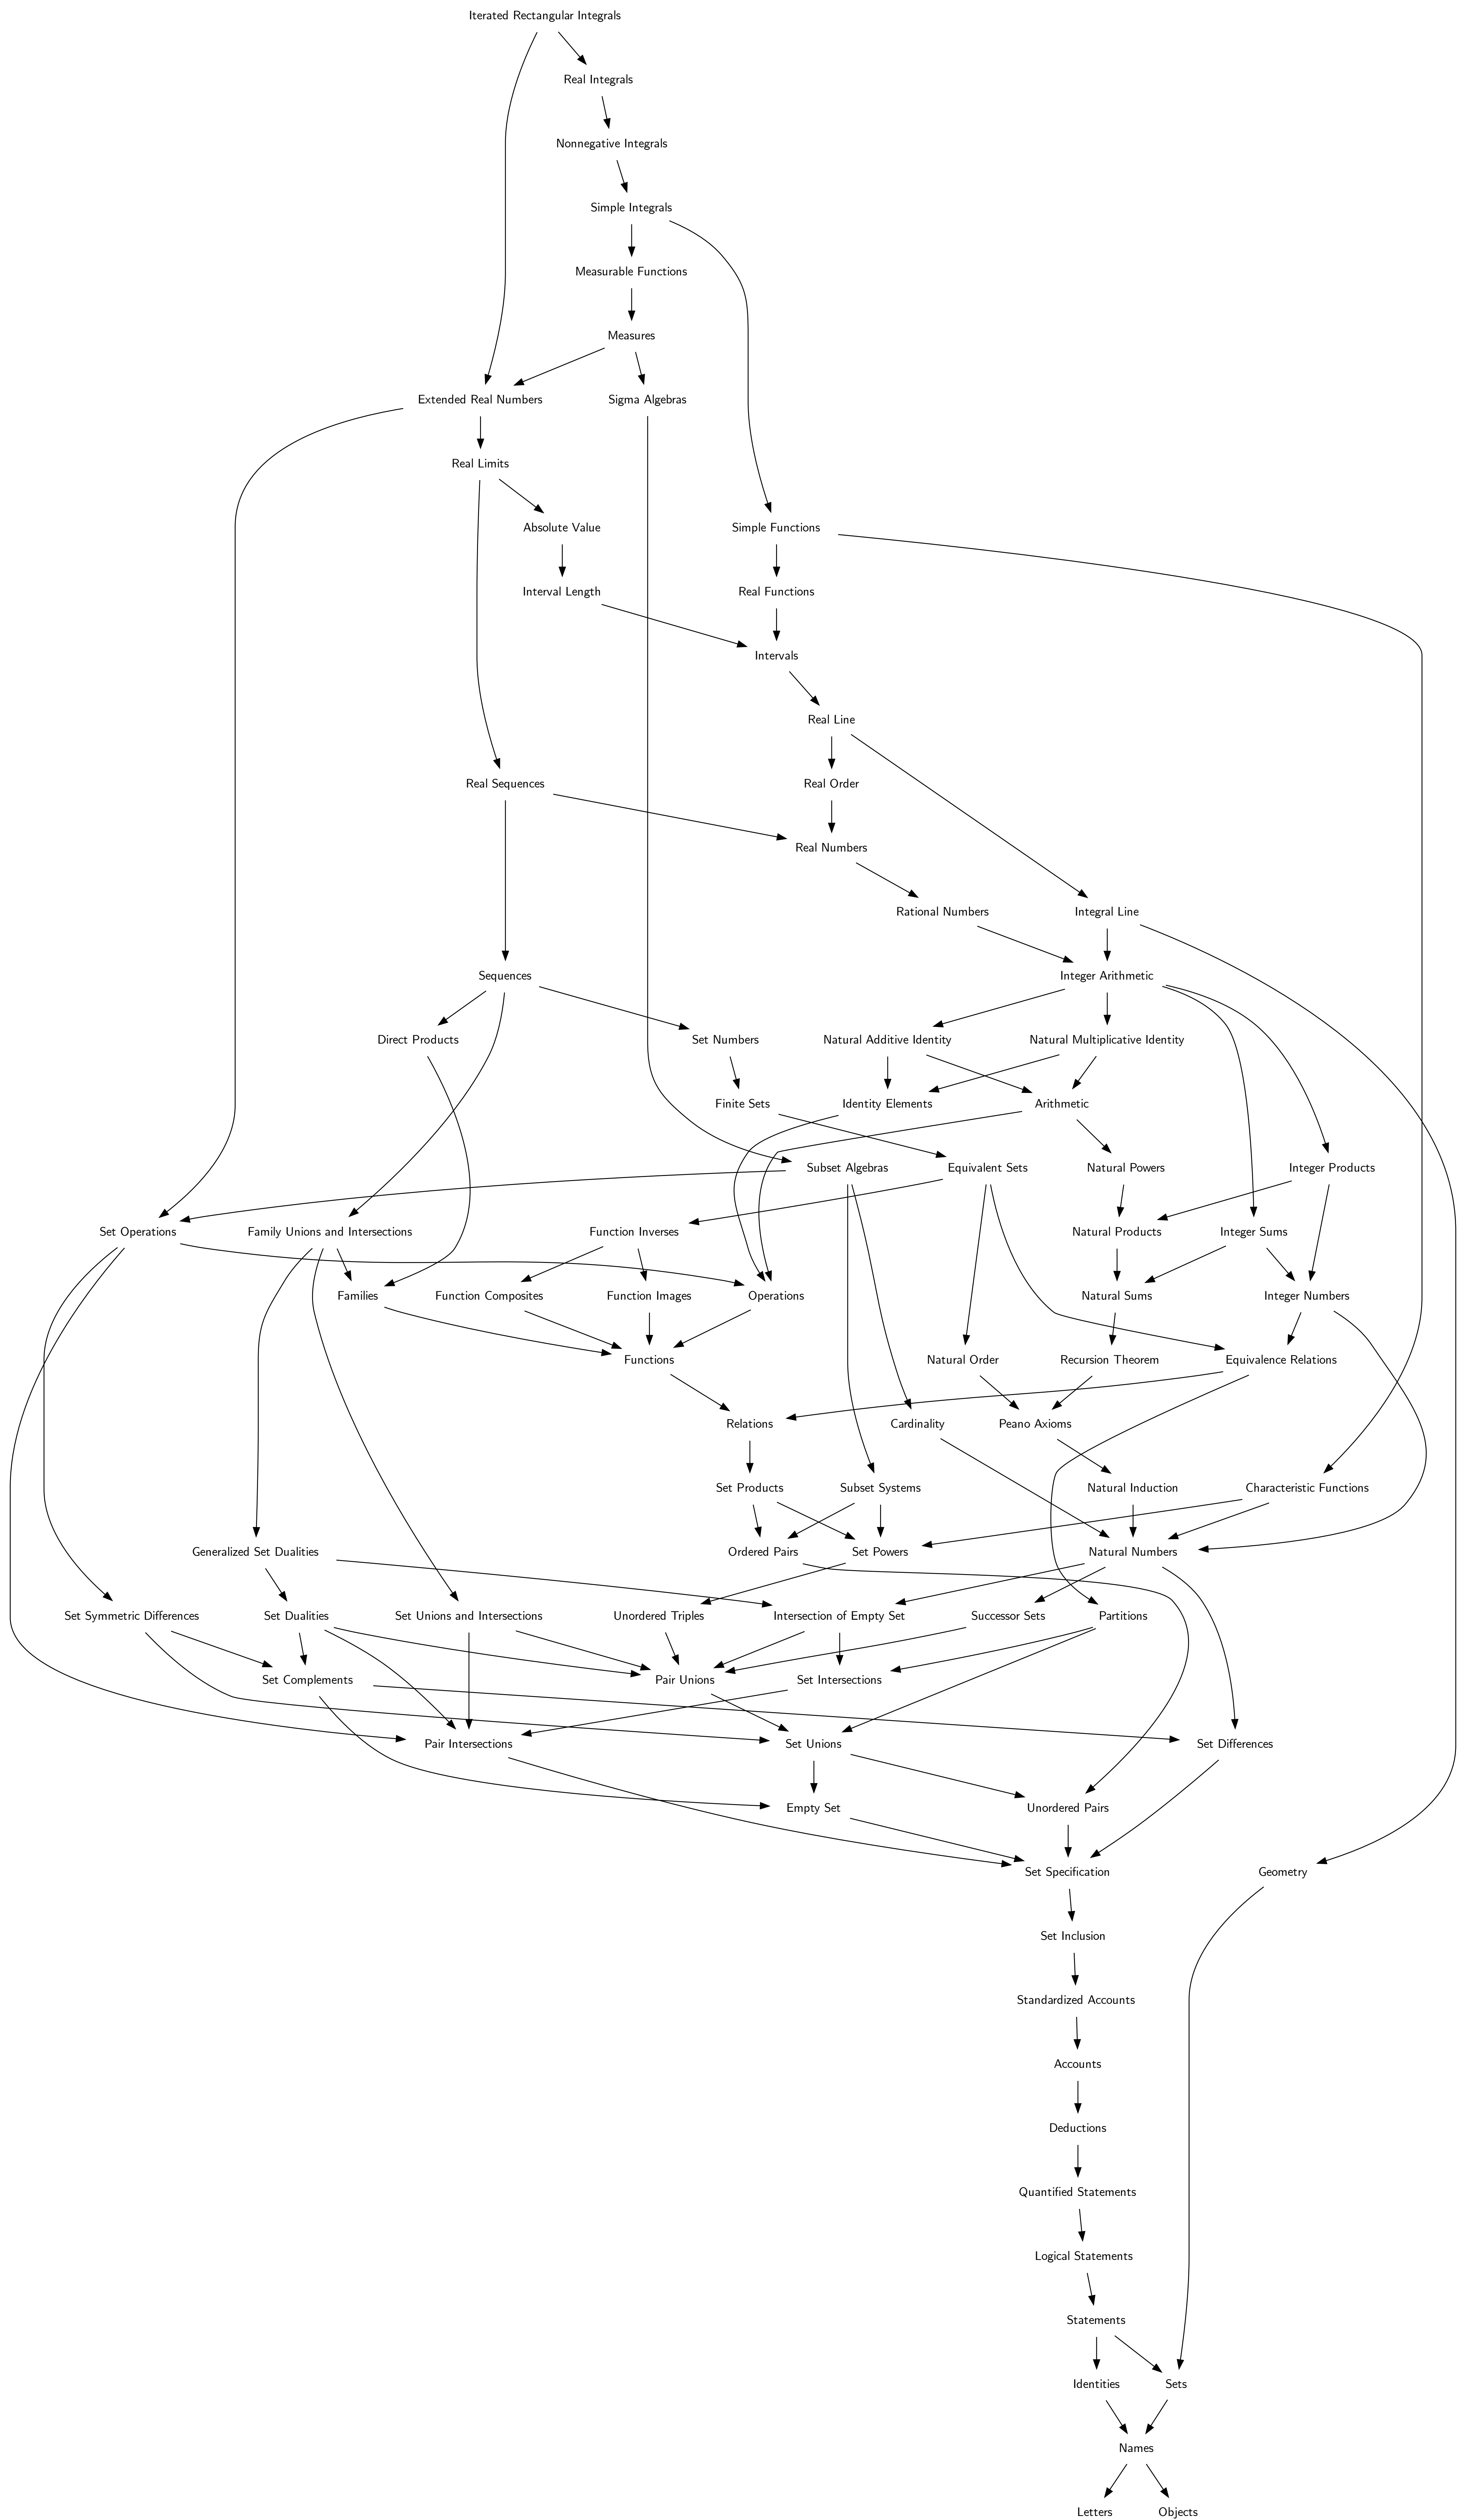 Iterated Rectangular Integrals
Real Integrals
Nonnegative Integrals
Simple Integrals
Measurable Functions
Measures
Extended Real Numbers
Sigma Algebras
Real Limits
Absolute Value
Simple Functions
Interval Length
Real Functions
Intervals
Real Line
Real Sequences
Real Order
Real Numbers
Rational Numbers
Integral Line
Sequences
Integer Arithmetic
Direct Products
Set Numbers
Natural Additive Identity
Natural Multiplicative Identity
Finite Sets
Identity Elements
Arithmetic
Subset Algebras
Equivalent Sets
Natural Powers
Integer Products
Set Operations
Family Unions and Intersections
Function Inverses
Natural Products
Integer Sums
Families
Function Composites
Function Images
Operations
Natural Sums
Integer Numbers
Functions
Natural Order
Recursion Theorem
Equivalence Relations
Relations
Cardinality
Peano Axioms
Set Products
Subset Systems
Natural Induction
Characteristic Functions
Generalized Set Dualities
Ordered Pairs
Set Powers
Natural Numbers
Set Symmetric Differences
Set Dualities
Set Unions and Intersections
Unordered Triples
Intersection of Empty Set
Successor Sets
Partitions
Set Complements
Pair Unions
Set Intersections
Pair Intersections
Set Unions
Set Differences
Empty Set
Unordered Pairs
Set Specification
Geometry
Set Inclusion
Standardized Accounts
Accounts
Deductions
Quantified Statements
Logical Statements
Statements
Identities
Sets
Names
Letters
Objects